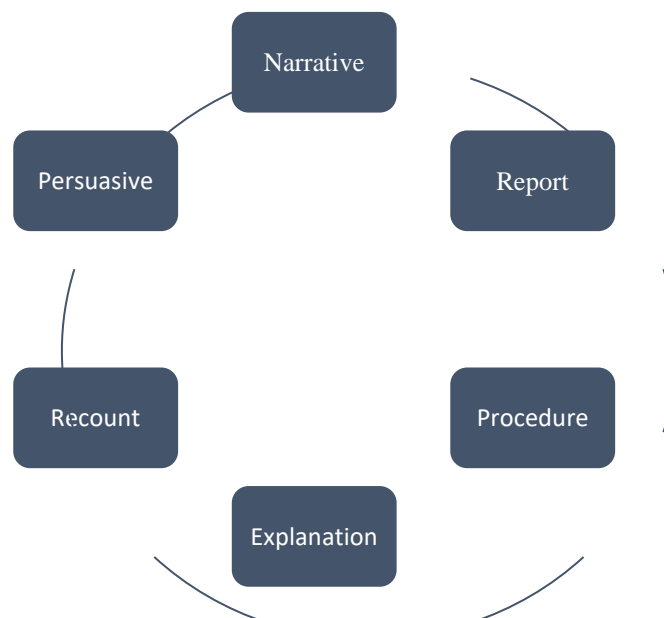 Narrative
Report
Procedure
Explanation
Recount
Persuasive